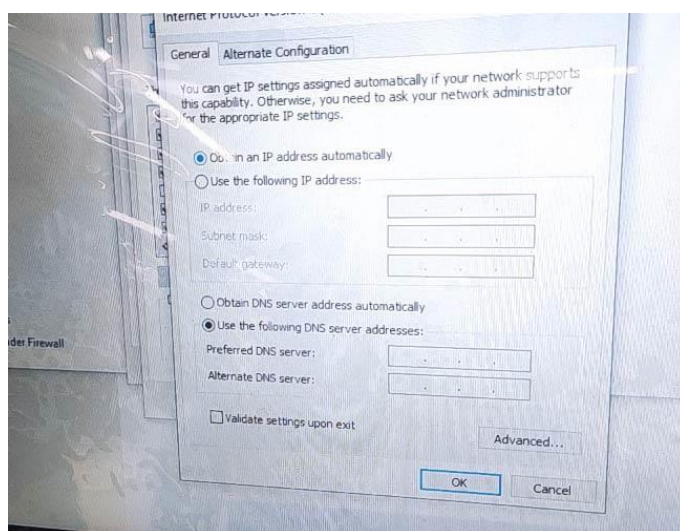 General
Alternate Configuration
You can get IP settings assigned automatically if your network supports
this capability. Otherwise, you need to ask your network administrator
for the appropriate IP settings.
an IP address automatically
Use the following IP address:
IP address:
Subnet mask:
Default gateway:
Obtain DNS server address automatically
Use the following DNS server addresses:
Preferred DNS server:
Alternate DNS server:
Validate settings upon exit
Advanced...
OK
Cancel
Firewall